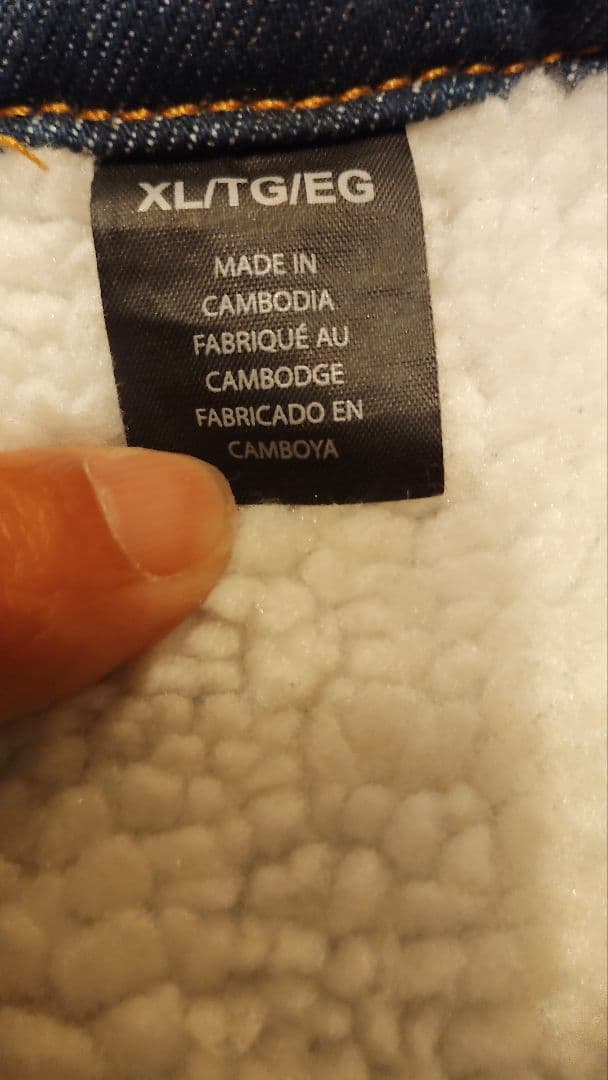 XL/TG/EG
MADE IN
CAMBODIA
FABRIQUÉ AU
CAMBODGE
FABRICADO EN
CAMBOYA